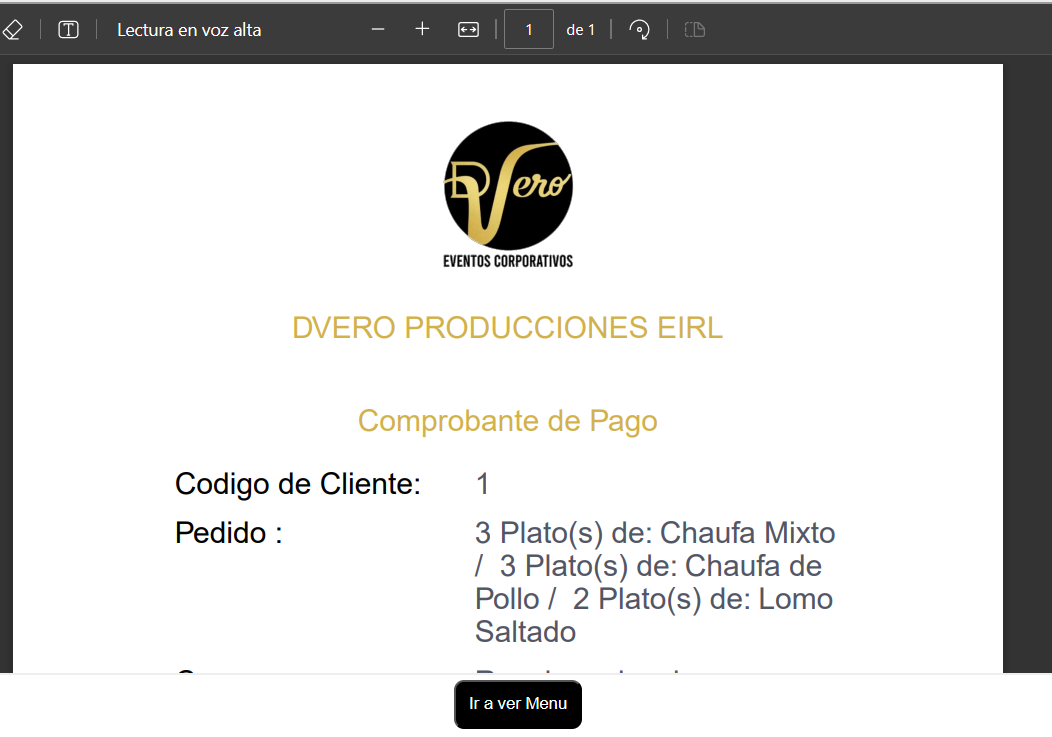 Lectura en voz alta
1
de 1
DVero
EVENTOS CORPORATIVOS
DVERO PRODUCCIONES EIRL
Comprobante de Pago
Codigo de Cliente: 1
Pedido : 3 Plato(s) de: Chaufa Mixto
/ 3 Plato(s) de: Chaufa de
Pollo / 2 Plato(s) de: Lomo
Saltado
Ir a ver Menu